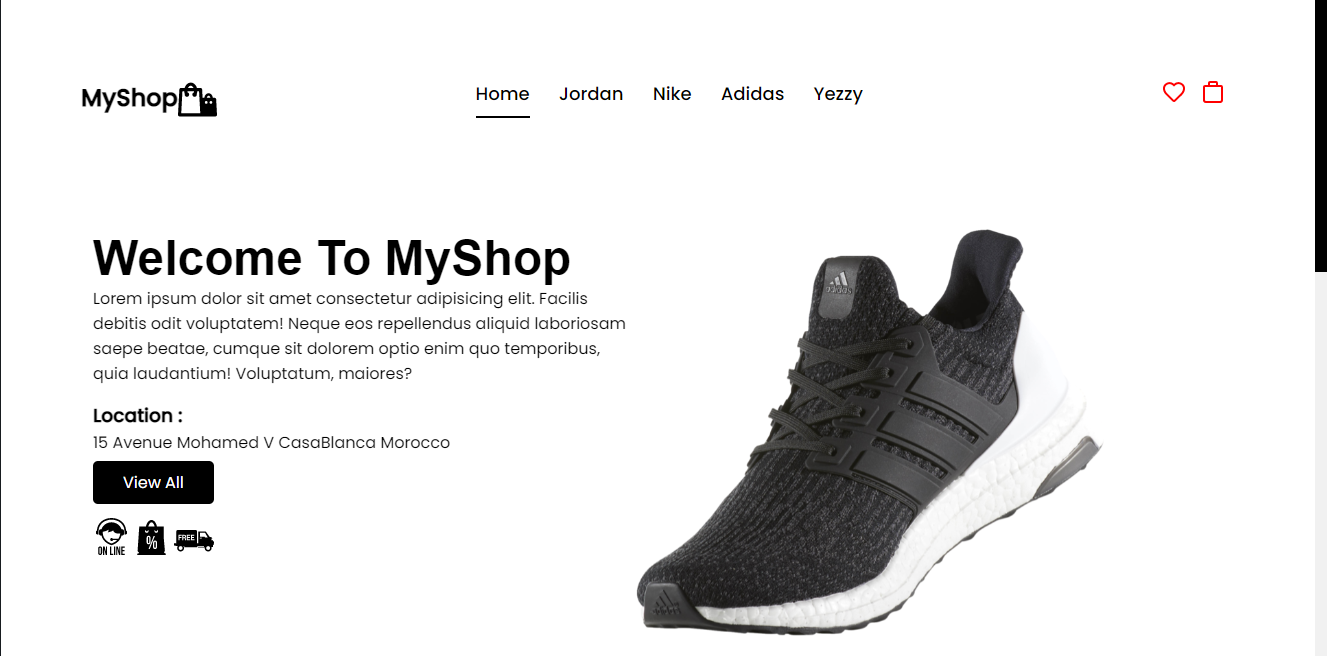 MyShop
Home Jordan Nike Adidas Yezzy
Welcome To MyShop
Lorem ipsum dolor sit amet consectetur adipisicing elit. Facilis
debitis odit voluptatem! Neque eos repellendus aliquid laboriosam
saepe beatae, cumque sit dolorem optio enim quo temporibus,
quia laudantium! Voluptatum, maiores?
Location :
15 Avenue Mohamed V CasaBlanca Morocco
View All
ON LINE % FREE
adidas